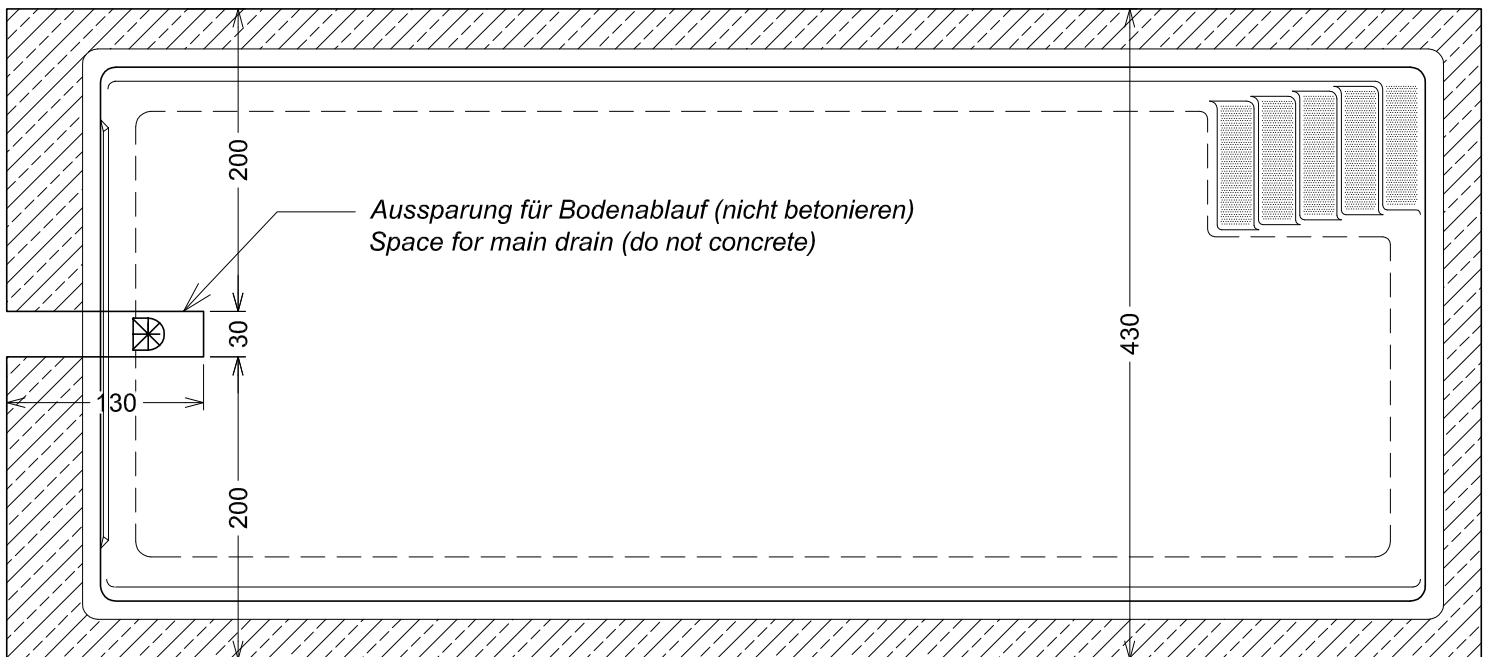 200
Aussparung für Bodenablauf (nicht betonieren)
Space for main drain (do not concrete)
30
430
130
200